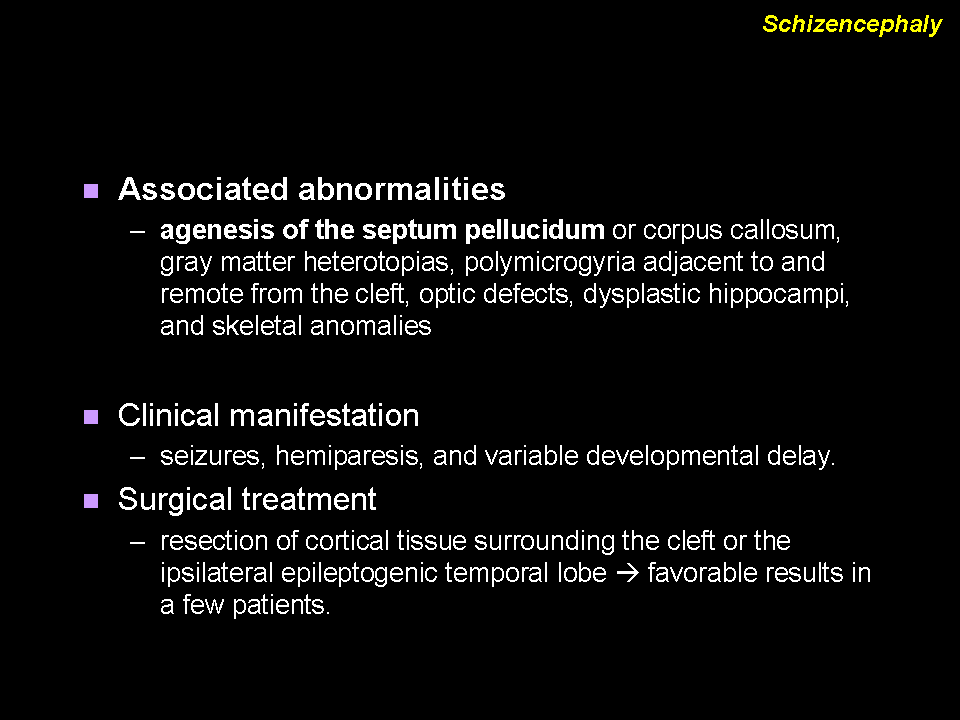 Schizencephaly
■ Associated abnormalities
– agenesis of the septum pellucidum or corpus callosum,
gray matter heterotopias, polymicrogyria adjacent to and
remote from the cleft, optic defects, dysplastic hippocampi,
and skeletal anomalies
■ Clinical manifestation
– seizures, hemiparesis, and variable developmental delay.
■ Surgical treatment
– resection of cortical tissue surrounding the cleft or the
ipsilateral epileptogenic temporal lobe → favorable results in
a few patients.